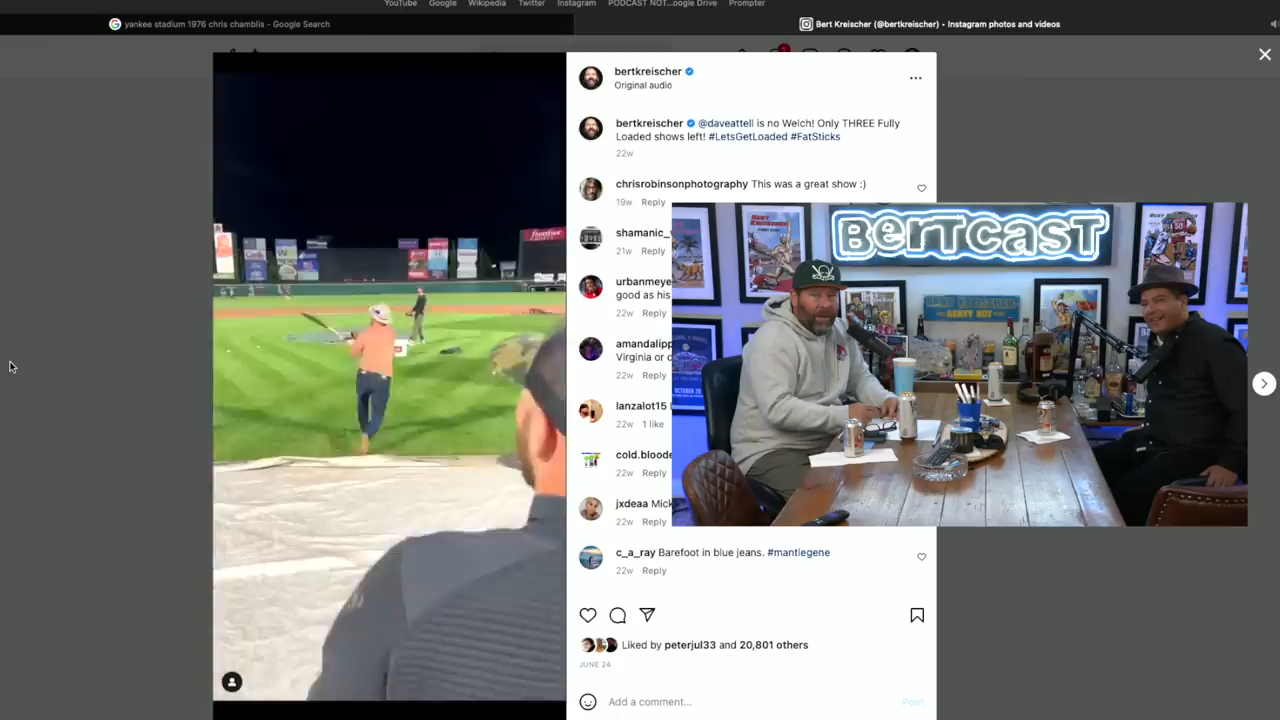 YouTube Google Wikipedia Twitter Instagram PODCAST NOT...oogle Drive Prompter
yankee stadium 1976 chris chamblis - Google Search
Bert Kreischer (@bertkreischer) • Instagram photos and videos
bertkreischer
Original audio
bertkreischer @daveattell is no Welch! Only THREE Fully
Loaded shows left! #LetsGetLoaded #FatSticks
22w
chrisrobinsonphotography This was a great show :)
19w Reply
shamanic_
21w Reply
urbanmeye
good as his
22w Reply
amandalipp
Virginia or c
22w Reply
lanzalot15
22w 1 like
cold.bloode
22w Reply
jxdeaa Mick
22w Reply
c_a_ray Barefoot in blue jeans. #mantlegene
22w Reply
Liked by peterjul33 and 20,801 others
JUNE 24
Add a comment...
Post
BERTCAST